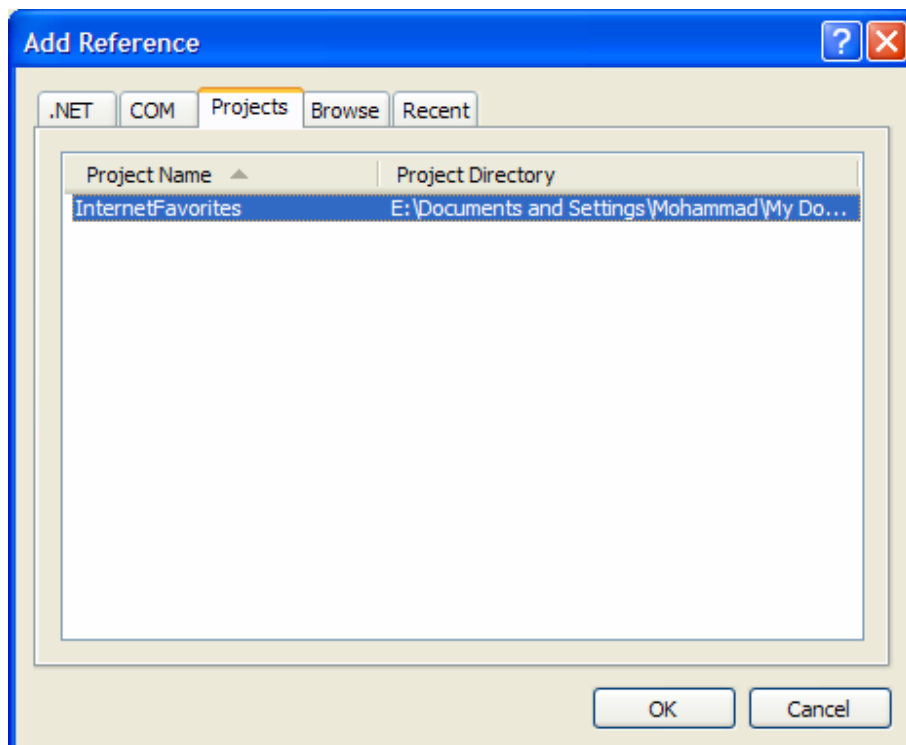 Add Reference
.NET COM Projects Browse Recent
Project Name Project Directory
InternetFavorites E:\Documents and Settings\Mohammad\My Do...
OK Cancel